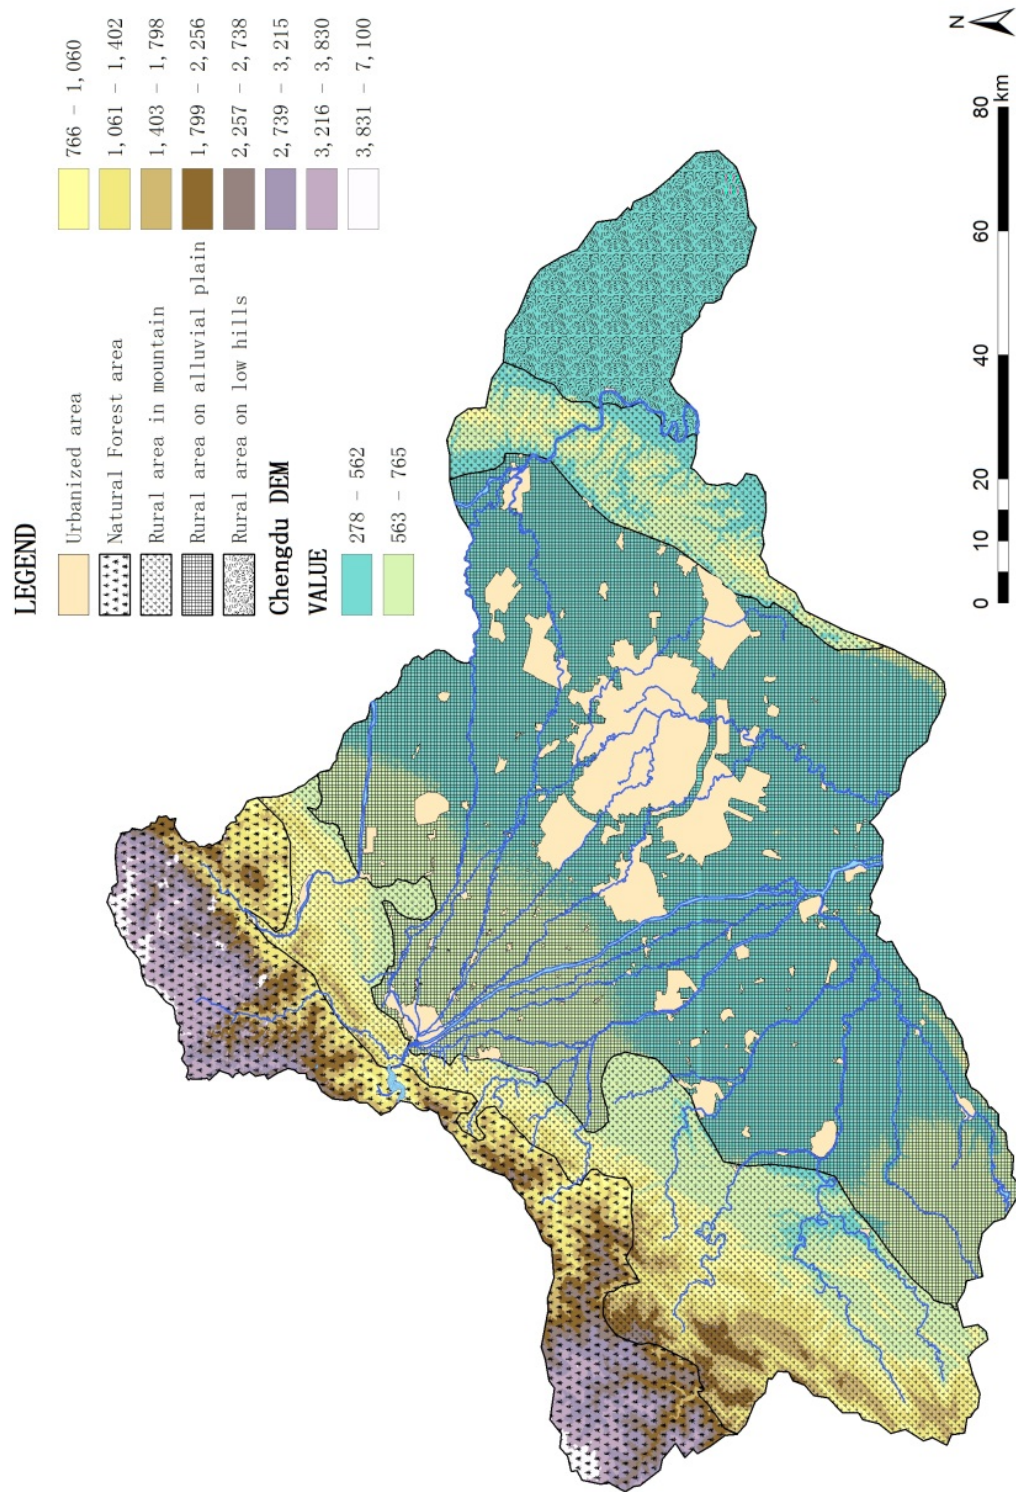 LEGEND
Urbanized area
Natural Forest area
Rural area in mountain
Rural area on alluvial plain
Rural area on low hills
Chengdu DEM
VALUE
278 - 562
563 - 765
766 - 1,060
1,061 - 1,402
1,403 - 1,798
1,799 - 2,256
2,257 - 2,738
2,739 - 3,215
3,216 - 3,830
3,831 - 7,100
N
0 10 20 40 60 80
km